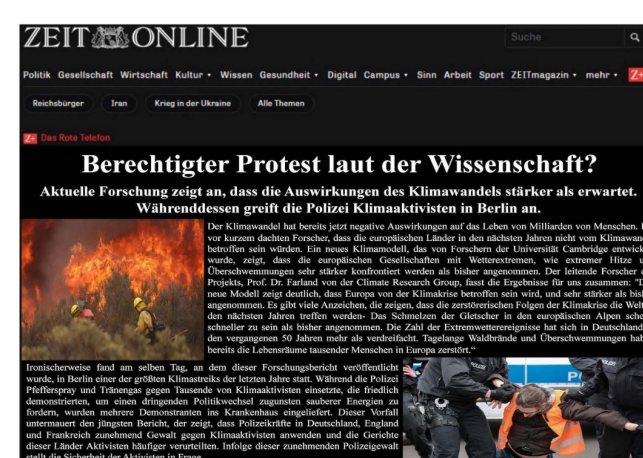 ZEIT ONLINE
Suche
Politik Gesellschaft Wirtschaft Kultur Wissen Gesundheit Digital Campus Sinn Arbeit Sport ZEITmagazin mehr Z+
Reichsbürger Iran Krieg in der Ukraine Alle Themen
Z+ Das Rote Telefon
Berechtigter Protest laut der Wissenschaft?
Aktuelle Forschung zeigt an, dass die Auswirkungen des Klimawandels stärker als erwartet.
Währenddessen greift die Polizei Klimaaktivisten in Berlin an.
Der Klimawandel hat bereits jetzt negative Auswirkungen auf das Leben von Milliarden von Menschen.
vor kurzem dachten Forscher, dass die europäischen Länder in den nächsten Jahren nicht vom Klimawand
betroffen sein würden. Ein neues Klimamodell, das von Forschern der Universität Cambridge entwick
wurde, zeigt, dass die europäischen Gesellschaften mit Wetterextremen, wie extremer Hitze u
Überschwemmungen sehr stärker konfrontiert werden als bisher angenommen. Der leitende Forscher
Projekts, Prof. Dr. Farland von der Climate Research Group, fasst die Ergebnisse für uns zusammen: "D
neue Modell zeigt deutlich, dass Europa von der Klimakrise betroffen sein wird, und sehr stärker als bish
angenommen. Es gibt viele Anzeichen, die zeigen, dass die zerstörerischen Folgen der Klimakrise die Welt
den nächsten Jahren treffen werden- Das Schmelzen der Gletscher in den europäischen Alpen sche
schneller zu sein als bisher angenommen. Die Zahl der Extremwetterereignisse hat sich in Deutschland
den vergangenen 50 Jahren mehr als verdreifacht. Tagelange Waldbrände und Überschwemmungen hab
bereits die Lebensräume tausender Menschen in Europa zerstört.“
Ironischerweise fand am selben Tag, an dem dieser Forschungsbericht veröffentlicht
wurde, in Berlin einer der größten Klimastreiks der letzten Jahre statt. Während die Polizei
Pfefferspray und Tränengas gegen Tausende von Klimaaktivisten einsetzte, die friedlich
demonstrierten, um einen dringenden Politikwechsel zugunsten sauberer Energien zu
fordern, wurden mehrere Demonstranten ins Krankenhaus eingeliefert. Dieser Vorfall
untermauert den jüngsten Bericht, der zeigt, dass Polizeikräfte in Deutschland, England
und Frankreich zunehmend Gewalt gegen Klimaaktivisten anwenden und die Gerichte
dieser Länder Aktivisten häufiger verurteilten. Infolge dieser zunehmenden Polizeigewalt
stellt die Sicherheit der Aktivisten in Frage.
POLIZEI